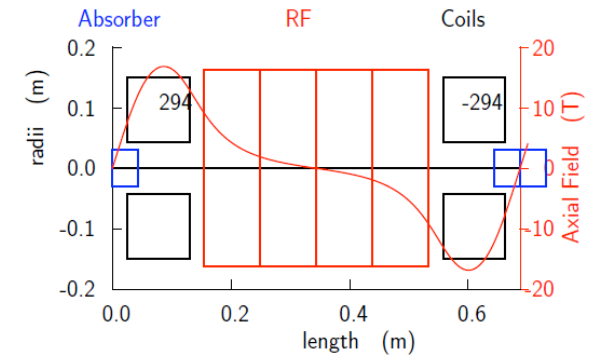 Absorber RF Coils
0.2 20
294 -294
0.1 10
0.0 0
-0.1 -10
-0.2 -20
radii (m)
Axial Field (T)
0.0 0.2 0.4 0.6
length (m)